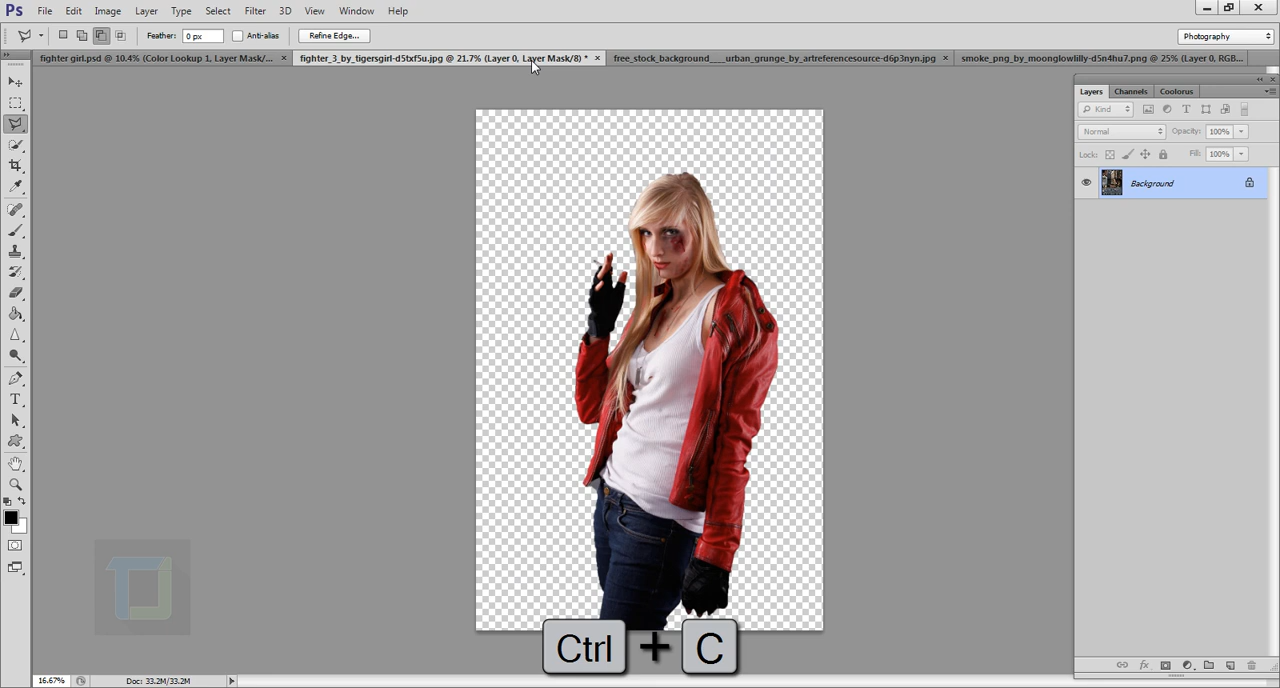 Ps File Edit Image Layer Type Select Filter 3D View Window Help
Feather: 0 px Anti-alias Refine Edge... Photography
fighter girl.psd @ 10.4% (Color Lookup 1, Layer Mask/... × fighter_3_by_tigersgirl-d5txf5u.jpg @ 21.7% (Layer 0, Layer Mask/8) * × free_stock_background___urban_grunge_by_artreferencesource-d6p3nyn.jpg × smoke_png_by_moonglowlilly-d5n4hu7.png @ 25% (Layer 0, RGB...
Layers Channels Coolorus
Kind
Normal Opacity: 100%
Lock: Fill: 100%
Background
Ctrl + C
16.67% Doc: 33.2M/33.2M